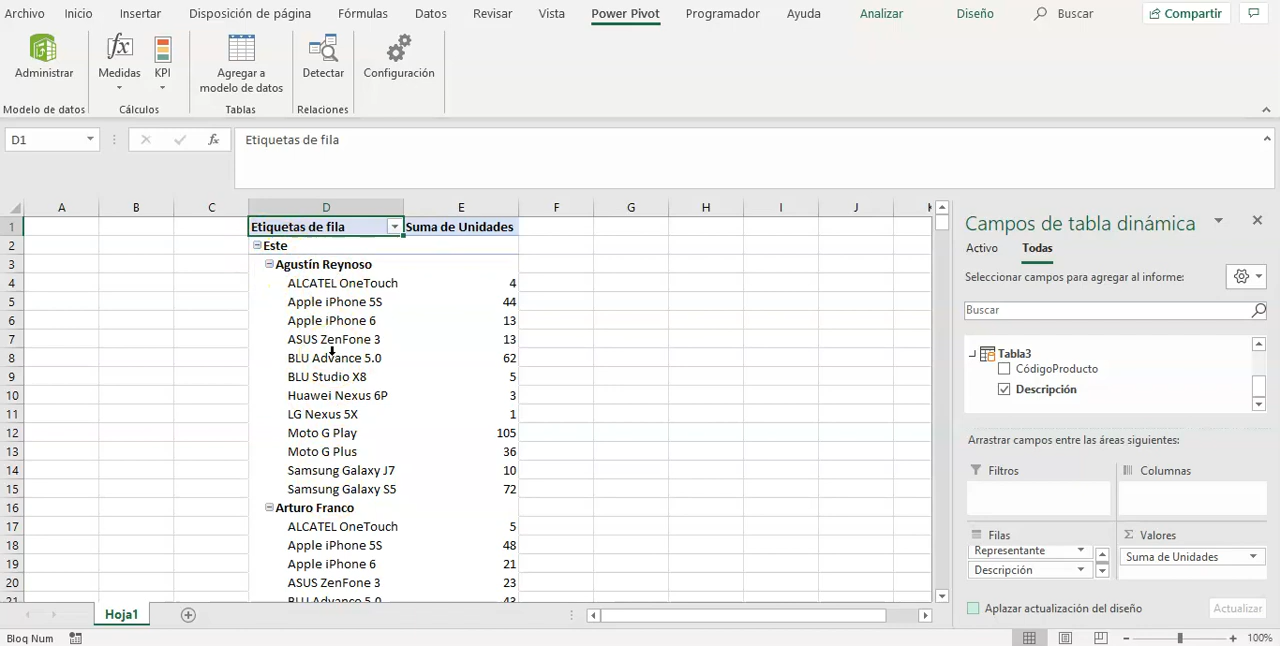 Archivo Inicio Insertar Disposición de página Fórmulas Datos Revisar Vista Power Pivot Programador Ayuda Analizar Diseño Buscar Compartir
Administrar Medidas KPI Agregar a modelo de datos Detectar Configuración
Modelo de datos Cálculos Tablas Relaciones
D1 fx Etiquetas de fila
A B C D E F G H I J K
1 Etiquetas de fila Suma de Unidades
2 Este
3 Agustín Reynoso
4 ALCATEL OneTouch 4
5 Apple iPhone 5S 44
6 Apple iPhone 6 13
7 ASUS ZenFone 3 13
8 BLU Advance 5.0 62
9 BLU Studio X8 5
10 Huawei Nexus 6P 3
11 LG Nexus 5X 1
12 Moto G Play 105
13 Moto G Plus 36
14 Samsung Galaxy J7 10
15 Samsung Galaxy S5 72
16 Arturo Franco
17 ALCATEL OneTouch 5
18 Apple iPhone 5S 48
19 Apple iPhone 6 21
20 ASUS ZenFone 3 23
21 BLU Advance 5.0 43
Campos de tabla dinámica
Activo Todas
Seleccionar campos para agregar al informe:
Buscar
Tabla3
CódigoProducto
Descripción
Arrastrar campos entre las áreas siguientes:
Filtros Columnas
Filas Σ Valores
Representante Suma de Unidades
Descripción
Aplazar actualización del diseño Actualizar
Hoja1
Bloq Num 100%